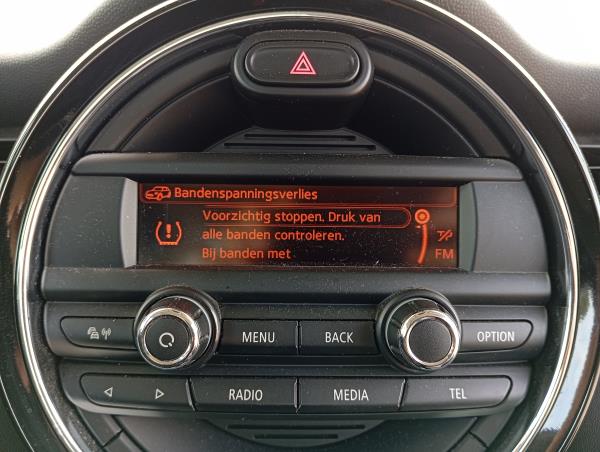 Bandenspanningsverlies
Voorzichtig stoppen. Druk van
alle banden controleren.
Bij banden met
FM
MENU BACK OPTION
RADIO MEDIA TEL